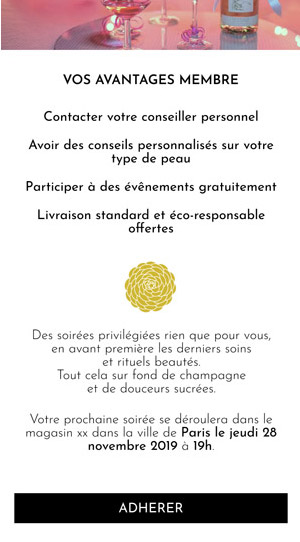 VOS AVANTAGES MEMBRE
Contacter votre conseiller personnel
Avoir des conseils personnalisés sur votre
type de peau
Participer à des évênements gratuitement
Livraison standard et éco-responsable
offertes
Des soirées privilégiées rien que pour vous,
en avant première les derniers soins
et rituels beautés.
Tout cela sur fond de champagne
et de douceurs sucrées.
Votre prochaine soirée se déroulera dans le
magasin xx dans la ville de Paris le jeudi 28
novembre 2019 à 19h.
ADHERER